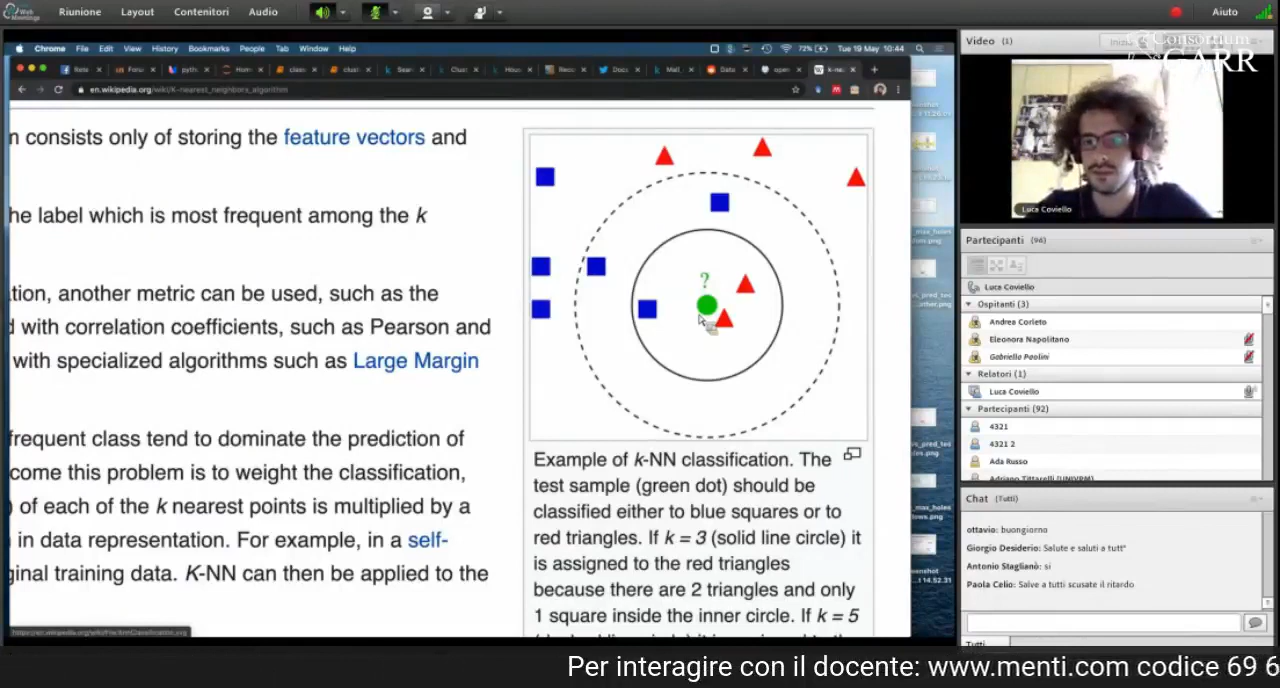 Web
Meetings
Riunione Layout Contenitori Audio
Aiuto
Chrome File Edit View History Bookmarks People Tab Window Help
72% Tue 19 May 10:44
en.wikipedia.org/wiki/K-nearest_neighbors_algorithm
n consists only of storing the feature vectors and
he label which is most frequent among the k
tion, another metric can be used, such as the
d with correlation coefficients, such as Pearson and
with specialized algorithms such as Large Margin
frequent class tend to dominate the prediction of
come this problem is to weight the classification,
) of each of the k nearest points is multiplied by a
in data representation. For example, in a self-
ginal training data. K-NN can then be applied to the
?
Example of k-NN classification. The
test sample (green dot) should be
classified either to blue squares or to
red triangles. If k = 3 (solid line circle) it
is assigned to the red triangles
because there are 2 triangles and only
1 square inside the inner circle. If k = 5
Video (1)
Consortium
GARR
Luca Coviello
Partecipanti (94)
Luca Coviello
Ospitanti (3)
Andrea Corleto
Eleonora Napolitano
Gabriella Paolini
Relatori (1)
Luca Coviello
Partecipanti (92)
4321
4321 2
Ada Russo
Adriano Tittarelli (UNIVPM)
Chat (Tutti)
ottavio: buongiorno
Giorgio Desiderio: Salute e saluti a tutt*
Antonio Staglianò: si
Paola Celio: Salve a tutti scusate il ritardo
Tutti
Per interagire con il docente: www.menti.com codice 69 6